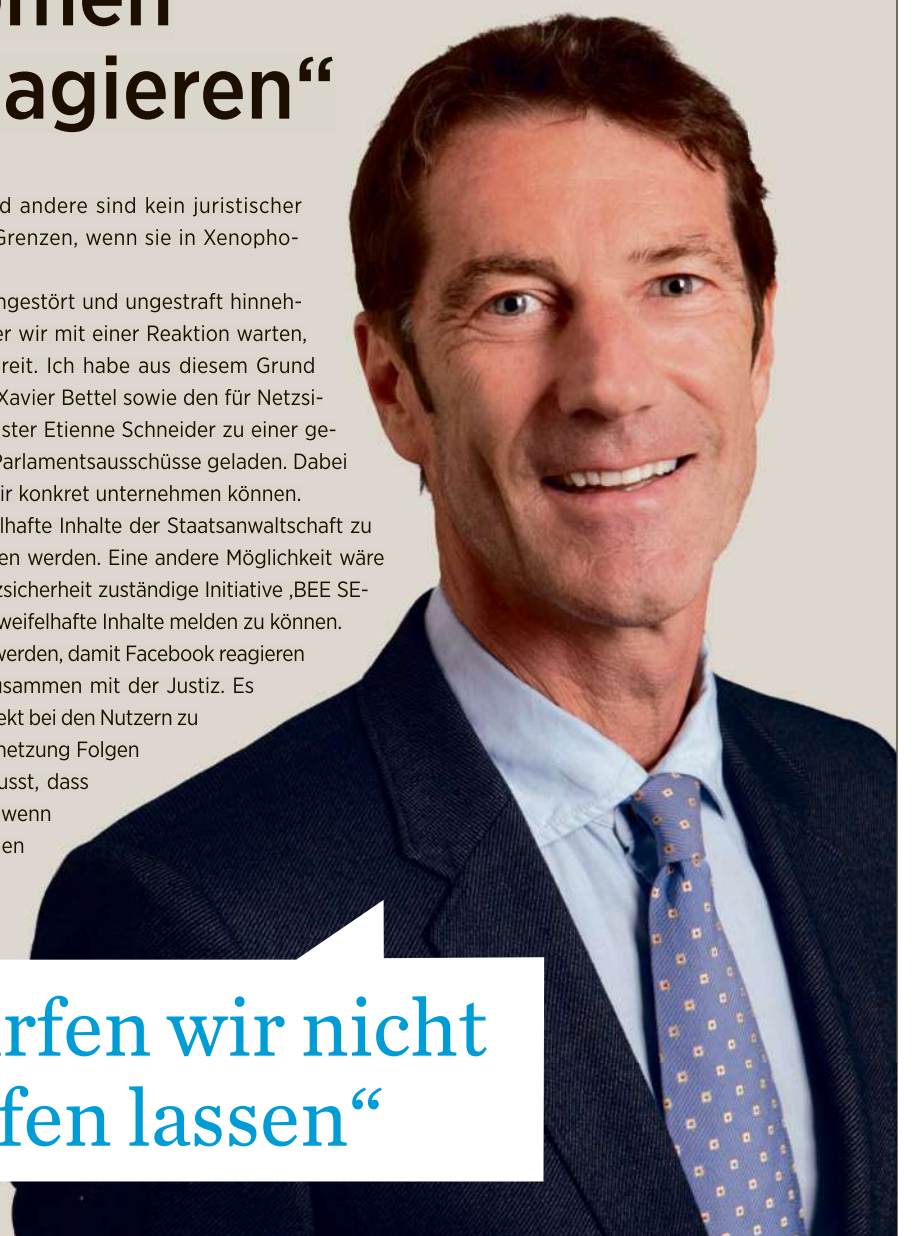 omen
agieren“
d andere sind kein juristischer
Grenzen, wenn sie in Xenopho-
ngestört und ungestraft hinneh-
er wir mit einer Reaktion warten,
reit. Ich habe aus diesem Grund
Xavier Bettel sowie den für Netzsi-
ster Etienne Schneider zu einer ge-
Parlamentsausschüsse geladen. Dabei
ir konkret unternehmen können.
lhafte Inhalte der Staatsanwaltschaft zu
en werden. Eine andere Möglichkeit wäre
zsicherheit zuständige Initiative ‚BEE SE-
weifelhafte Inhalte melden zu können.
werden, damit Facebook reagieren
usammen mit der Justiz. Es
ekt bei den Nutzern zu
netzung Folgen
usst, dass
wenn
en
rfen wir nicht
fen lassen“